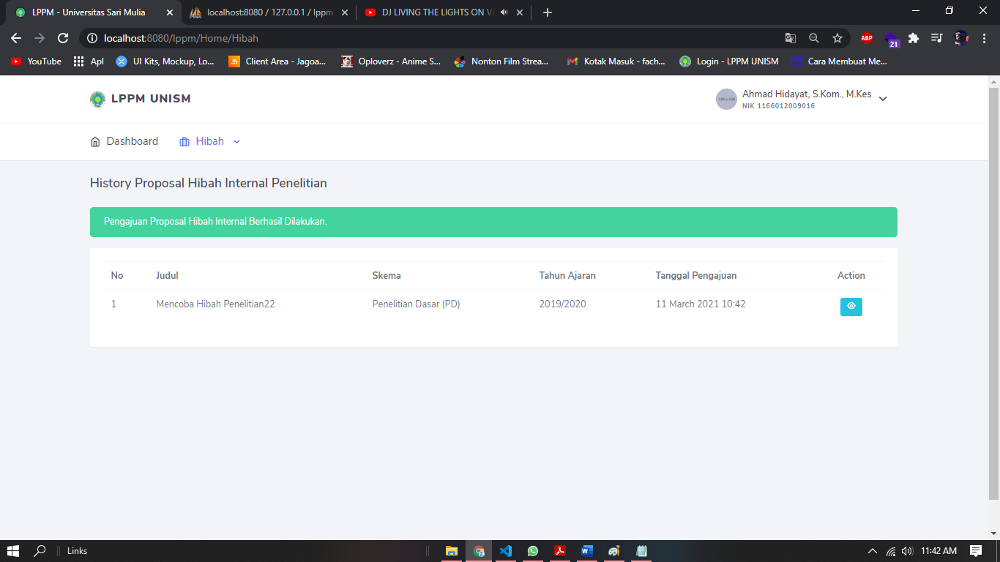 LPPM - Universitas Sari Mulia
localhost:8080 / 127.0.0.1 / lppm
DJ LIVING THE LIGHTS ON
localhost:8080/lppm/Home/Hibah
ABP
21
YouTube
Apl
UI Kits, Mockup, Lo...
Client Area - Jagoa...
Oploverz - Anime S...
Nonton Film Strea...
Kotak Masuk - fach...
Login - LPPM UNISM
Cara Membuat Me...
LPPM UNISM
Ahmad Hidayat, S.Kom., M.Kes
NIK 1166012009016
Dashboard
Hibah
History Proposal Hibah Internal Penelitian
Pengajuan Proposal Hibah Internal Berhasil Dilakukan.
No Judul Skema Tahun Ajaran Tanggal Pengajuan Action
1 Mencoba Hibah Penelitian22 Penelitian Dasar (PD) 2019/2020 11 March 2021 10:42
Links
11:42 AM